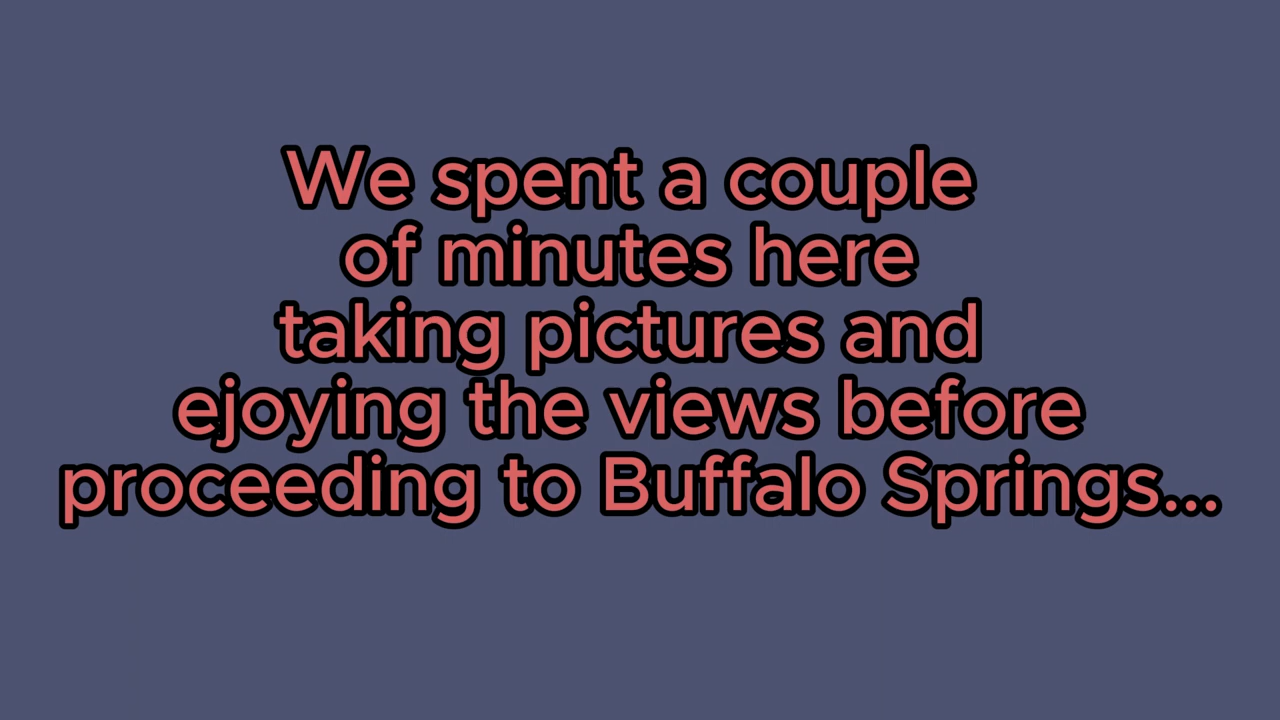 We spent a couple
of minutes here
taking pictures and
ejoying the views before
proceeding to Buffalo Springs...